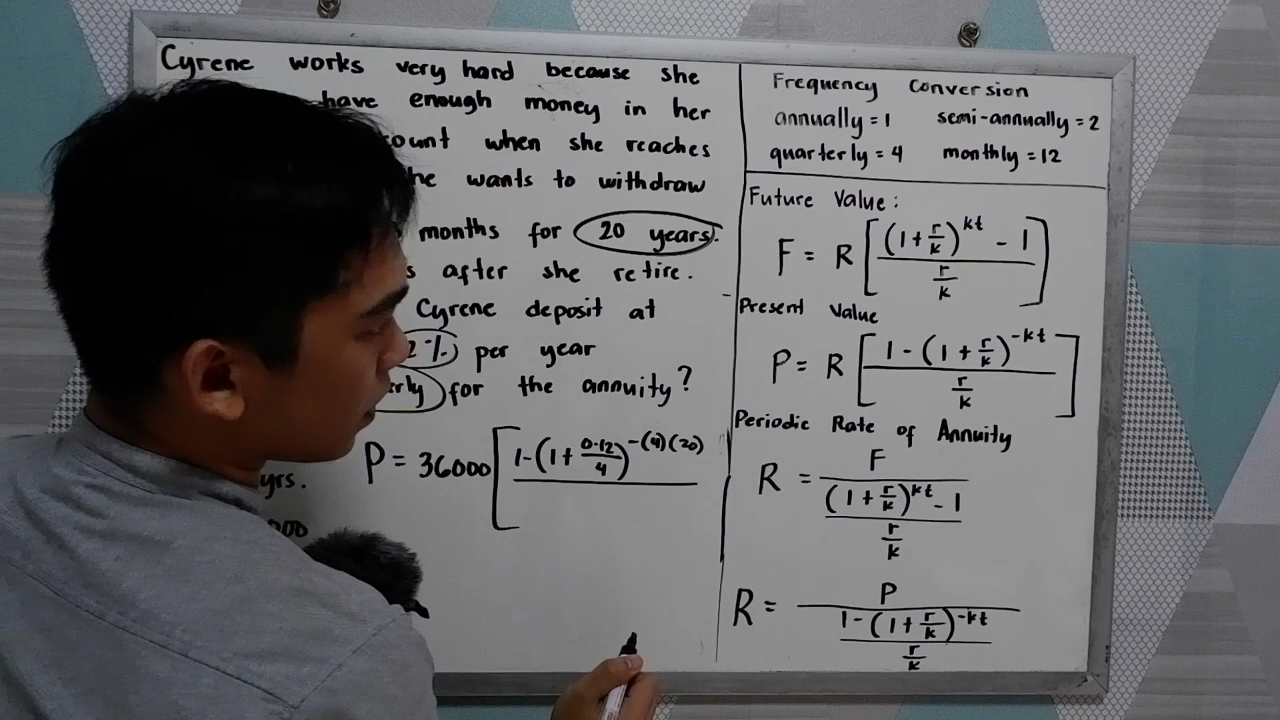 Cyrene works very hard because she
have enough money in her
when she reaches
wants to withdraw
months for 20 years.
after she retire.
Cyrene deposit at
2% per year
for the annuity?
P = 36000 [ 1-(1+ 0.12/4)^-(4)(20)
yrs.
Frequency Conversion
annually = 1 semi-annually = 2
quarterly = 4 monthly = 12
Future Value:
F = R [ ((1+ r/k)^kt - 1) / (r/k) ]
Present Value
P = R [ (1-(1+ r/k)^-kt) / (r/k) ]
Periodic Rate of Annuity
R = F / (((1+ r/k)^kt - 1) / (r/k))
R = P / ((1-(1+ r/k)^-kt) / (r/k))